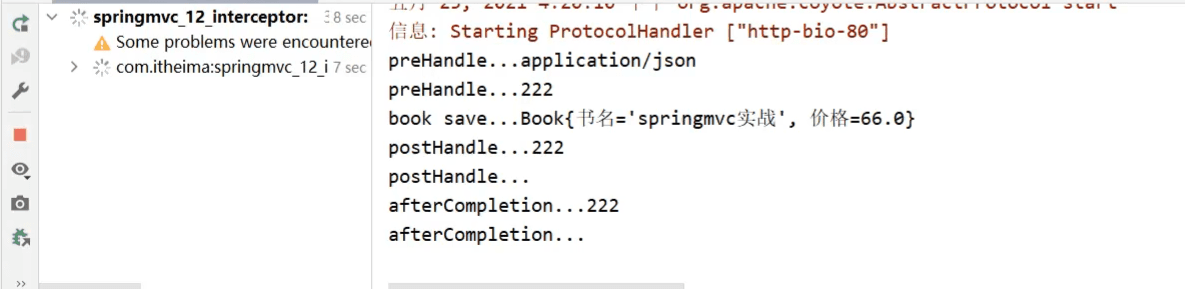 springmvc_12_interceptor: 8 sec
Some problems were encountere
com.itheima:springmvc_12_i 7 sec
信息: Starting ProtocolHandler ["http-bio-80"]
preHandle...application/json
preHandle...222
book save...Book{书名='springmvc实战', 价格=66.0}
postHandle...222
postHandle...
afterCompletion...222
afterCompletion...